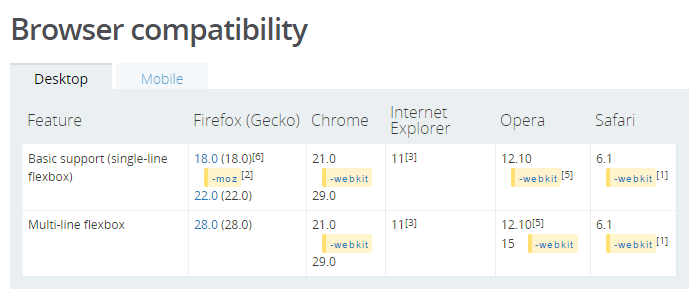 Browser compatibility
Desktop Mobile
Feature Firefox (Gecko) Chrome Internet Explorer Opera Safari
Basic support (single-line flexbox) 18.0 (18.0)[6] -moz [2] 22.0 (22.0) 21.0 -webkit 29.0 11[3] 12.10 -webkit [5] 6.1 -webkit [1]
Multi-line flexbox 28.0 (28.0) 21.0 -webkit 29.0 11[3] 12.10[5] 15 -webkit 6.1 -webkit [1]